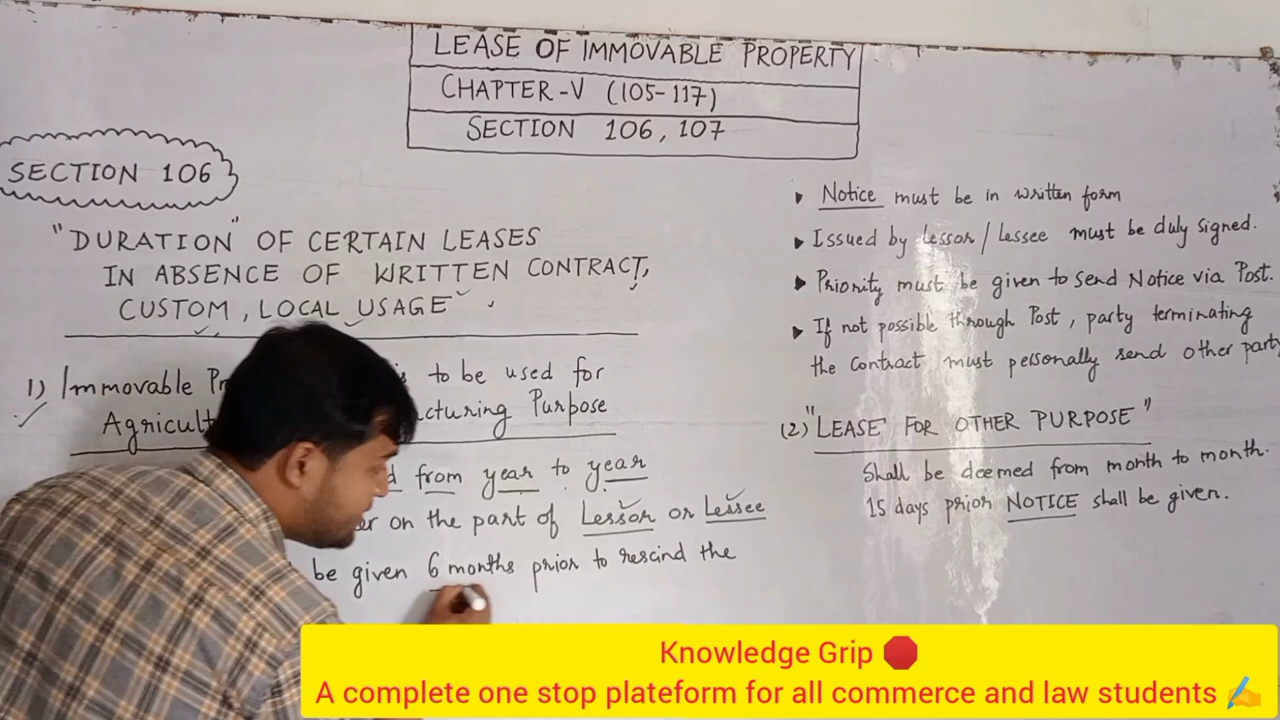 LEASE OF IMMOVABLE PROPERTY
CHAPTER-V (105-117)
SECTION 106, 107
SECTION 106
"DURATION" OF CERTAIN LEASES
IN ABSENCE OF WRITTEN CONTRACT,
CUSTOM, LOCAL USAGE
1) Immovable to be used for
Purpose
from year to year
on the part of Lessor or Lessee
be given 6 months prior to rescind the
▸ Notice must be in written form
▸ Issued by Lessor/Lessee must be duly signed.
▸ Priority must be given to send Notice via Post.
▸ If not possible through Post, party terminating
the Contract must personally send other party
(2) "LEASE FOR OTHER PURPOSE"
Shall be deemed from month to month.
15 days prior NOTICE shall be given.
Knowledge Grip 🛑
A complete one stop plateform for all commerce and law students ✍️